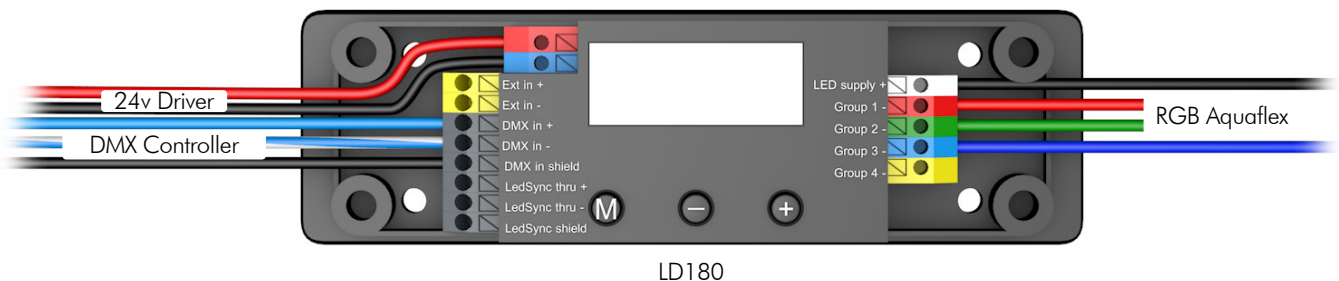 24v Driver
DMX Controller
Ext in +
Ext in -
DMX in +
DMX in -
DMX in shield
LedSync thru +
LedSync thru -
LedSync shield
M
−
+
LED supply +
Group 1 -
Group 2 -
Group 3 -
Group 4 -
RGB Aquaflex
LD180